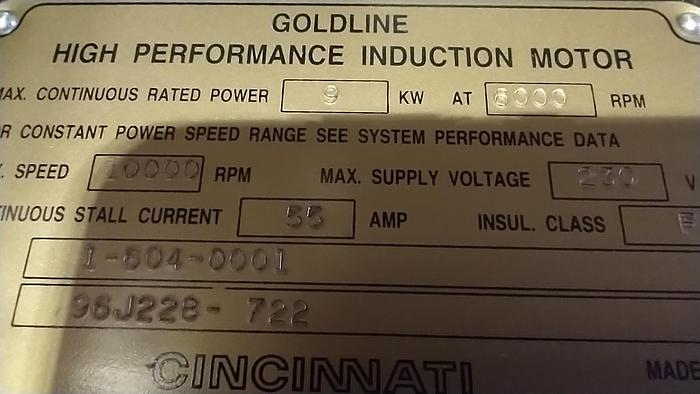 GOLDLINE
HIGH PERFORMANCE INDUCTION MOTOR
MAX. CONTINUOUS RATED POWER 9 KW AT 6000 RPM
R CONSTANT POWER SPEED RANGE SEE SYSTEM PERFORMANCE DATA
. SPEED 10000 RPM MAX. SUPPLY VOLTAGE 230 V
INUOUS STALL CURRENT 55 AMP INSUL. CLASS F
1-604-0001
96J228- 722
CINCINNATI MADE